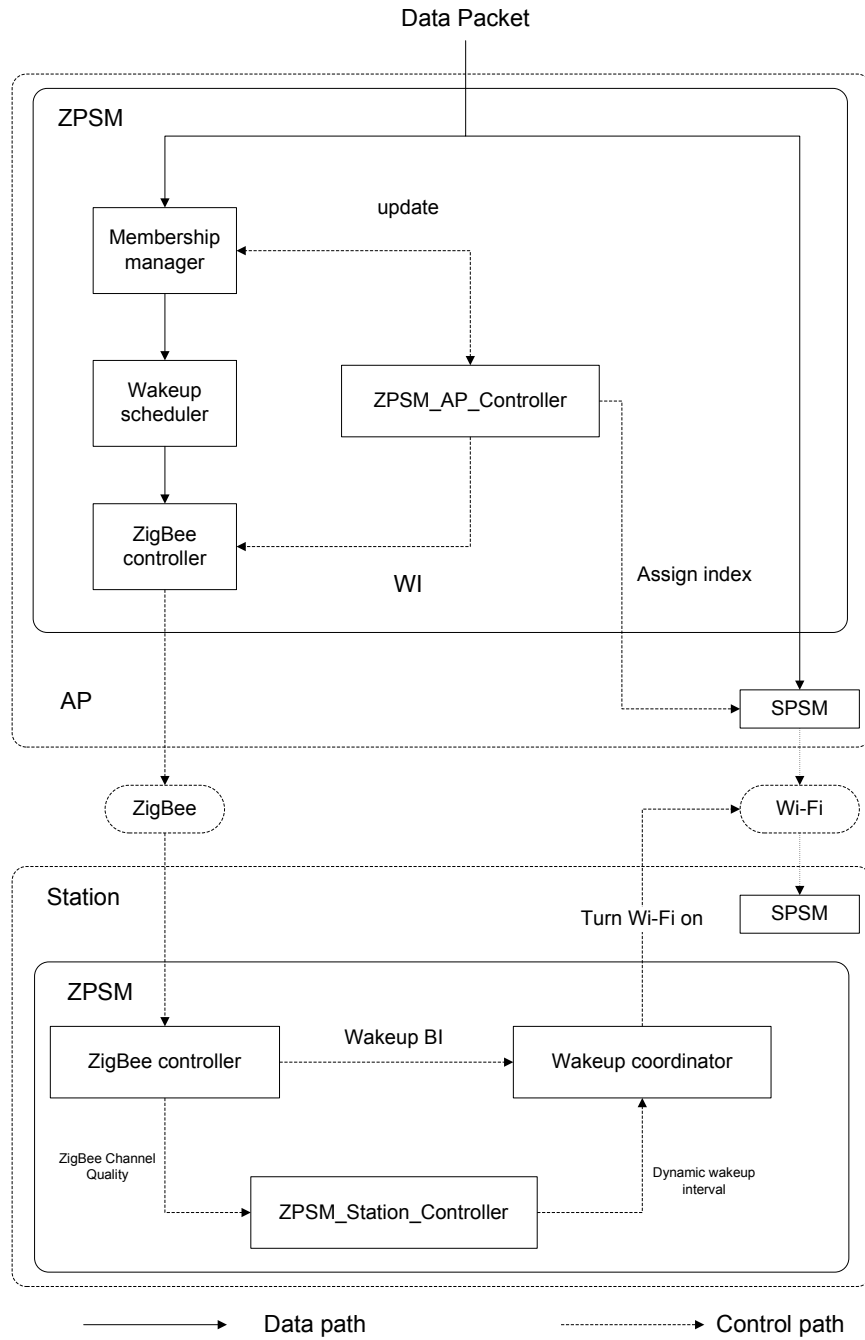 Data Packet
ZPSM
update
Membership
manager
Wakeup
scheduler
ZPSM_AP_Controller
ZigBee
controller
WI
Assign index
AP
SPSM
ZigBee
Wi-Fi
Station
SPSM
Turn Wi-Fi on
ZPSM
Wakeup BI
ZigBee controller
Wakeup coordinator
ZigBee Channel
Quality
Dynamic wakeup
interval
ZPSM_Station_Controller
Data path
Control path